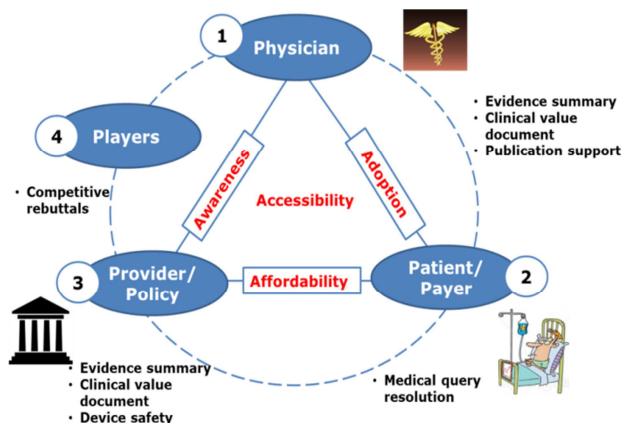 1
Physician
• Evidence summary
• Clinical value
document
• Publication support
4
Players
• Competitive
rebuttals
Awareness
Adoption
Accessibility
3
Provider/
Policy
Affordability
Patient/
Payer
2
• Evidence summary
• Clinical value
document
• Device safety
• Medical query
resolution